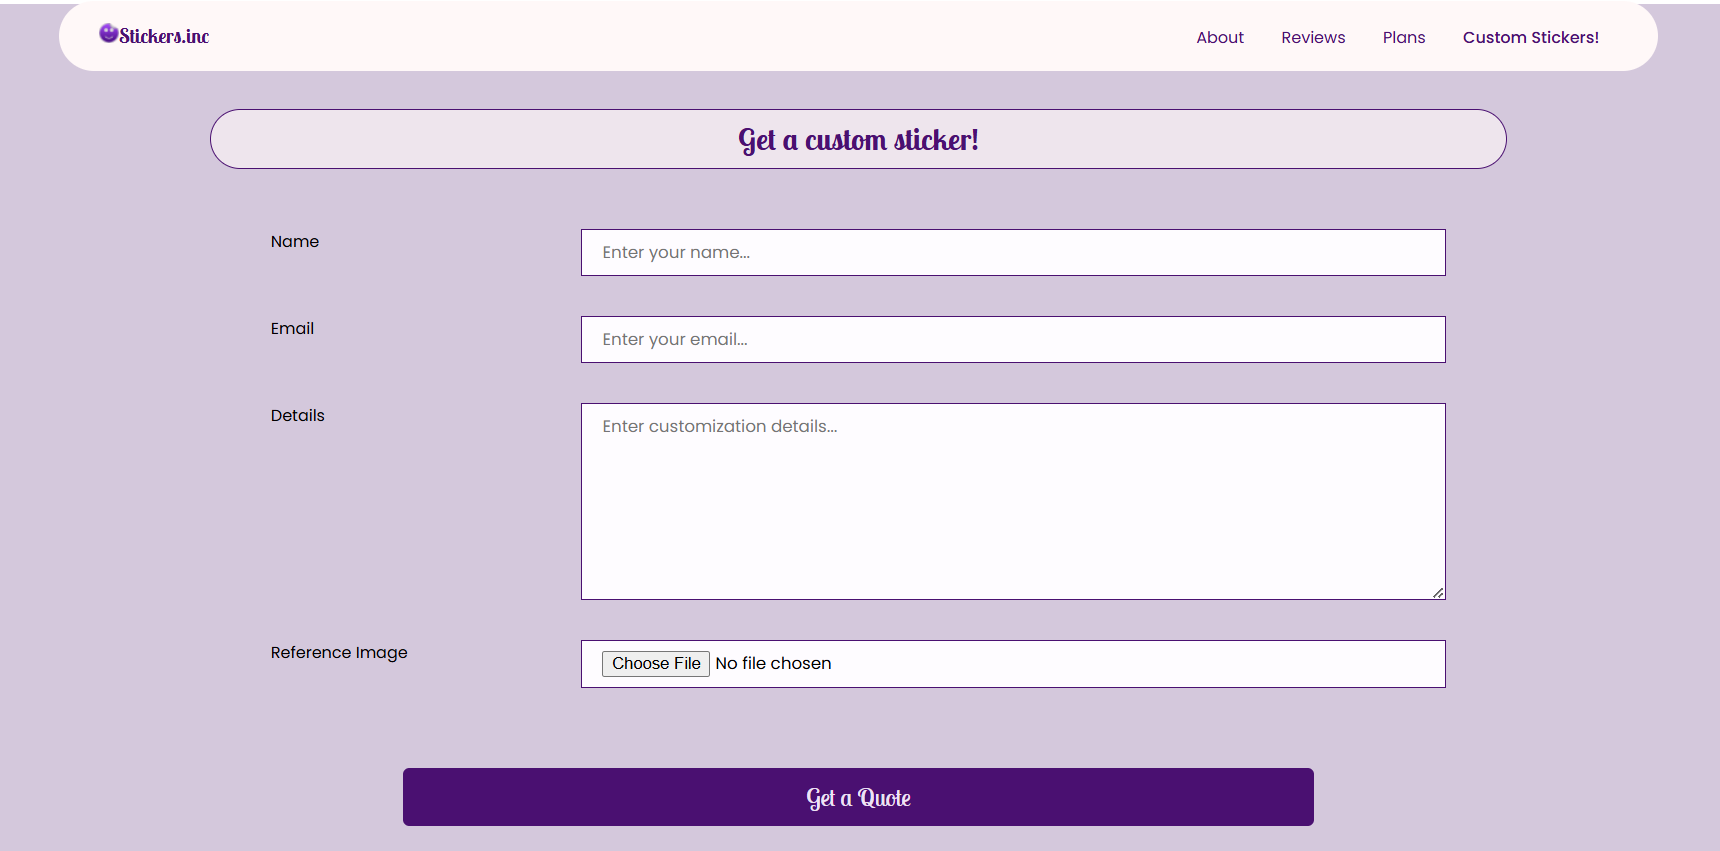 Stickers.inc
About Reviews Plans Custom Stickers!
Get a custom sticker!
Name
Enter your name...
Email
Enter your email...
Details
Enter customization details...
Reference Image
Choose File No file chosen
Get a Quote